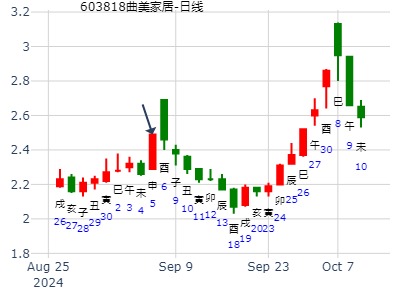 603818曲美家居-日线
3.2
3
2.8
2.6
2.4
2.2
2
1.8
戌 亥 子 丑 寅 巳 午 未 申 酉 子 丑 寅 卯 辰 酉 戌 亥 子 卯 辰 巳 午 酉 巳 午 未
26 27 28 29 30 2 3 4 5 6 9 10 11 12 13 18 19 20 23 24 25 26 27 30 8 9 10
Aug 25 Sep 9 Sep 23 Oct 7
2024